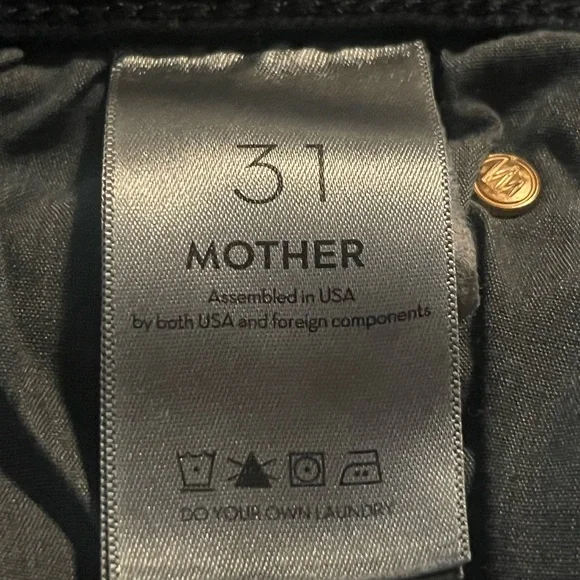 31
MOTHER
Assembled in USA
by both USA and foreign components
DO YOUR OWN LAUNDRY